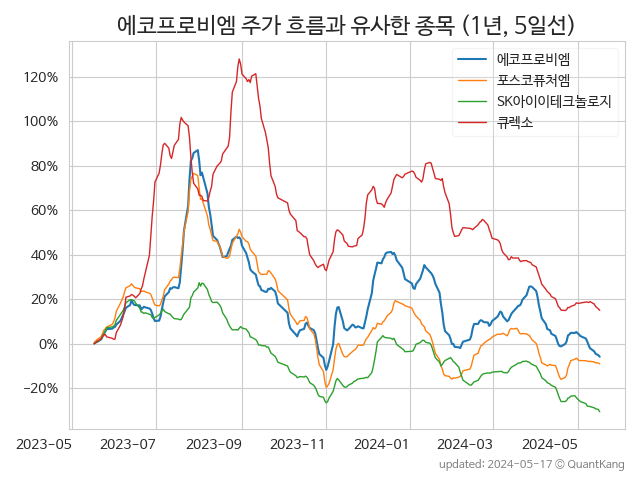 에코프로비엠 주가 흐름과 유사한 종목 (1년, 5일선)
에코프로비엠
포스코퓨처엠
SK아이이테크놀로지
큐렉소
120%
100%
80%
60%
40%
20%
0%
−20%
2023-05 2023-07 2023-09 2023-11 2024-01 2024-03 2024-05
updated: 2024-05-17 © QuantKang